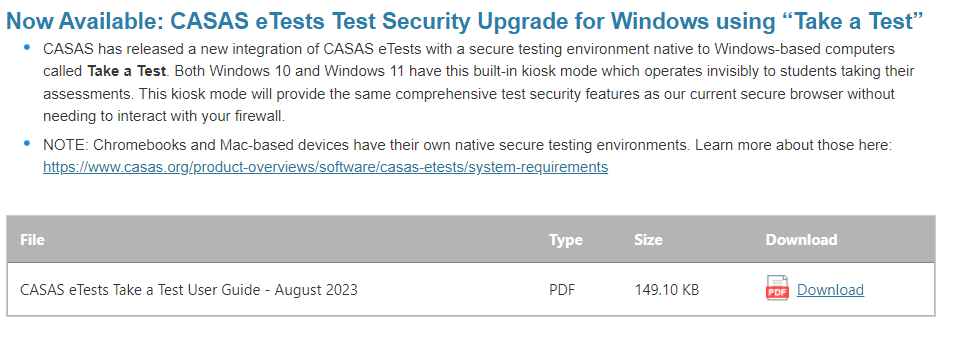 Now Available: CASAS eTests Test Security Upgrade for Windows using “Take a Test”
CASAS has released a new integration of CASAS eTests with a secure testing environment native to Windows-based computers
called Take a Test. Both Windows 10 and Windows 11 have this built-in kiosk mode which operates invisibly to students taking their
assessments. This kiosk mode will provide the same comprehensive test security features as our current secure browser without
needing to interact with your firewall.
NOTE: Chromebooks and Mac-based devices have their own native secure testing environments. Learn more about those here:
https://www.casas.org/product-overviews/software/casas-etests/system-requirements
File Type Size Download
CASAS eTests Take a Test User Guide - August 2023 PDF 149.10 KB PDF Download